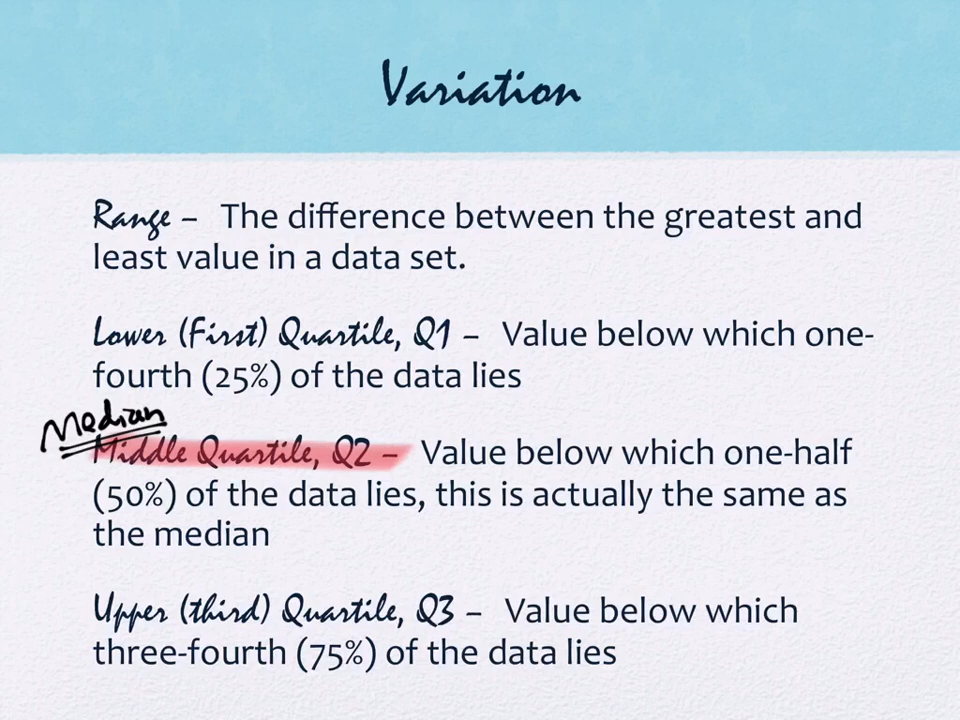 Variation
Range – The difference between the greatest and
least value in a data set.
Lower (First) Quartile, Q1 – Value below which one-
fourth (25%) of the data lies
Median
Middle Quartile, Q2 – Value below which one-half
(50%) of the data lies, this is actually the same as
the median
Upper (third) Quartile, Q3 – Value below which
three-fourth (75%) of the data lies